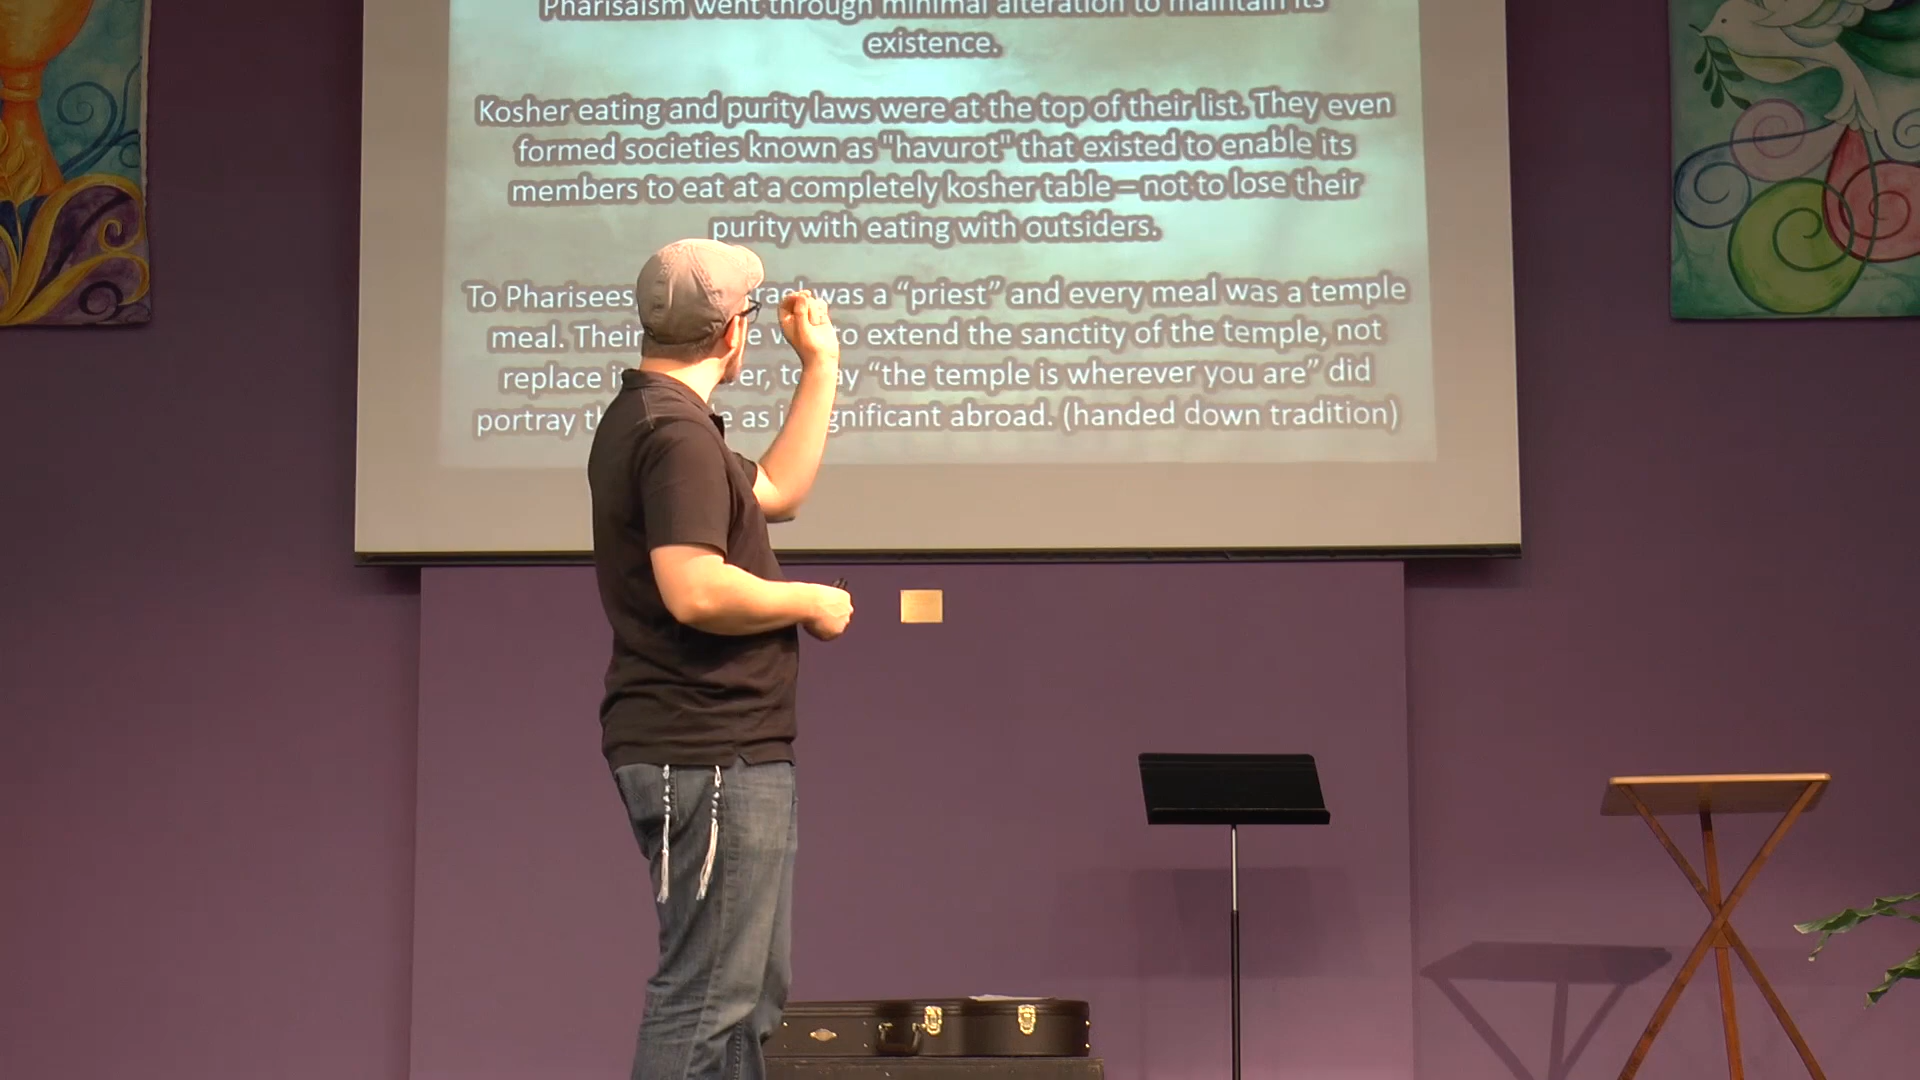 Pharisaism went through minimal alteration to maintain its
existence.
Kosher eating and purity laws were at the top of their list. They even
formed societies known as "havurot" that existed to enable its
members to eat at a completely kosher table – not to lose their
purity with eating with outsiders.
To Pharisees was a “priest” and every meal was a temple
meal. Their to extend the sanctity of the temple, not
replace “the temple is wherever you are” did
portray as insignificant abroad. (handed down tradition)